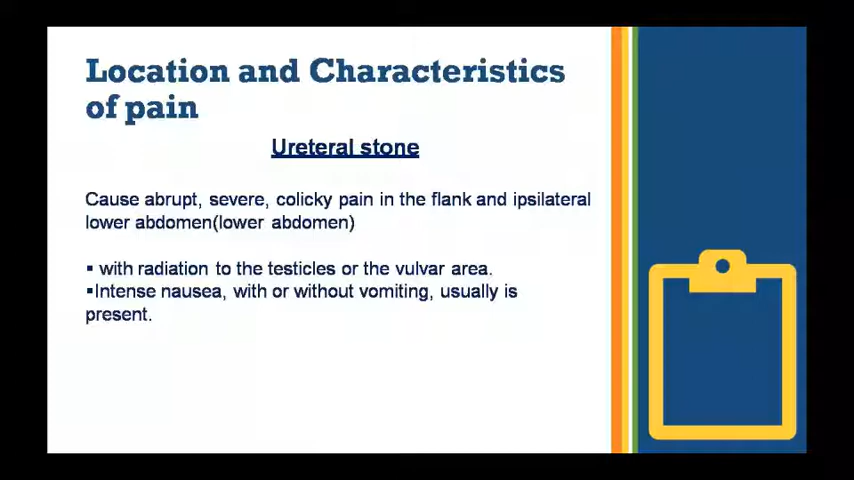 Location and Characteristics
of pain
Ureteral stone
Cause abrupt, severe, colicky pain in the flank and ipsilateral
lower abdomen(lower abdomen)
▪ with radiation to the testicles or the vulvar area.
▪Intense nausea, with or without vomiting, usually is
present.